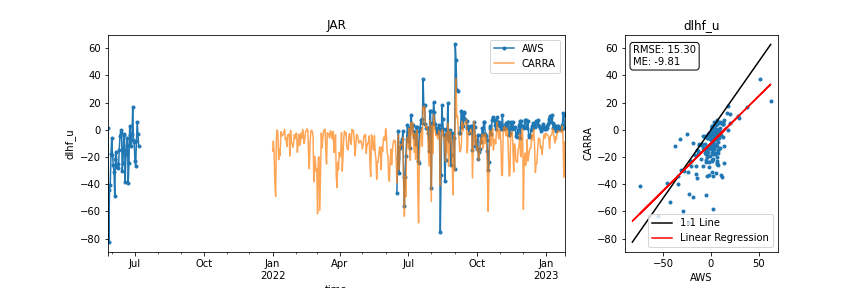 JAR
dlhf_u
60
40
20
0
−20
−40
−60
−80
dlhf_u
AWS
CARRA
Jul
Oct
Jan
2022
Apr
Jul
Oct
Jan
2023
time
dlhf_u
60
40
20
0
−20
−40
−60
−80
CARRA
RMSE: 15.30
ME: -9.81
1:1 Line
Linear Regression
−50
0
50
AWS